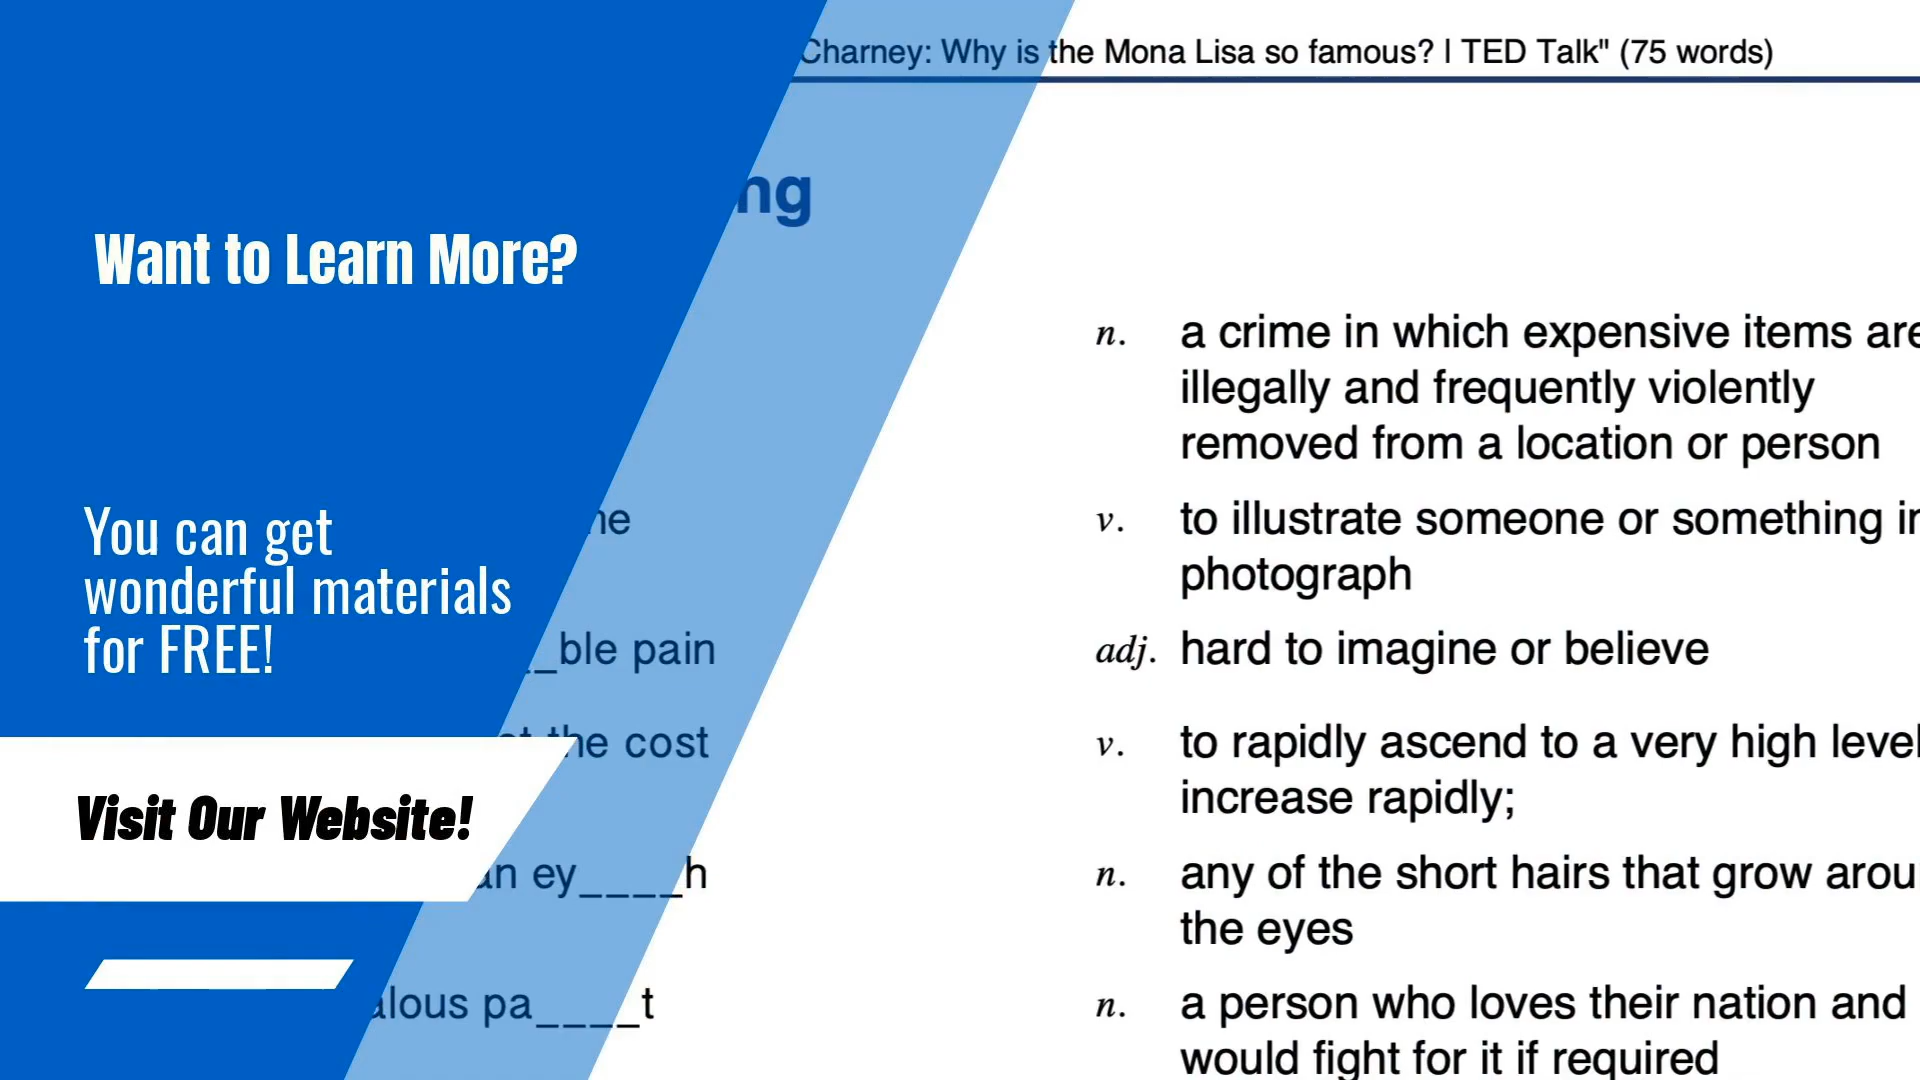 Charney: Why is the Mona Lisa so famous? | TED Talk" (75 words)
Want to Learn More?
You can get
wonderful materials
for FREE!
Visit Our Website!
ng
n. a crime in which expensive items are
illegally and frequently violently
removed from a location or person
ne
v. to illustrate someone or something in
photograph
_ble pain
adj. hard to imagine or believe
the cost
v. to rapidly ascend to a very high level
increase rapidly;
an ey____h
n. any of the short hairs that grow arou
the eyes
alous pa____t
n. a person who loves their nation and
would fight for it if required